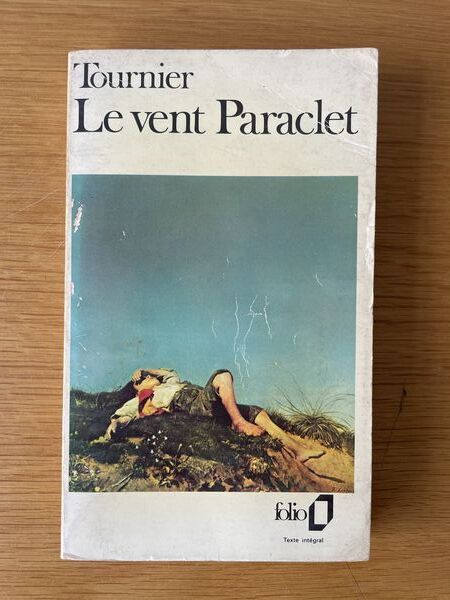 Tournier
Le vent Paraclet
folio
Texte intégral